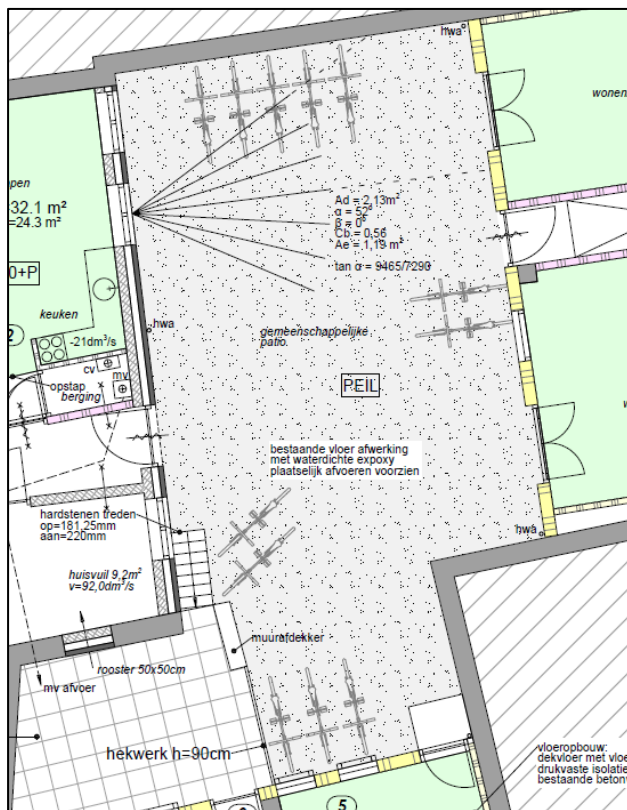 hwa
wonen
open
32.1 m²
=24.3 m²
Ad = 2,13m²
α = 52°
β = 0°
Cb = 0,56
Ae = 1,19 m²
tan α = 9465/7290
0+P
keuken
2
-21dm³/s
hwa
gemeenschappelijke
patio.
cv
mv
opstap
berging
PEIL
bestaande vloer afwerking
met waterdichte expoxy
plaatselijk afvoeren voorzien
hardstenen treden
op=181,25mm
aan=220mm
hwa
huisvuil 9,2m²
v=92,0dm³/s
muurafdekker
rooster 50x50cm
mv afvoer
hekwerk h=90cm
vloeropbouw:
dekvloer met vloe
drukvaste isolatie
bestaande beton
5